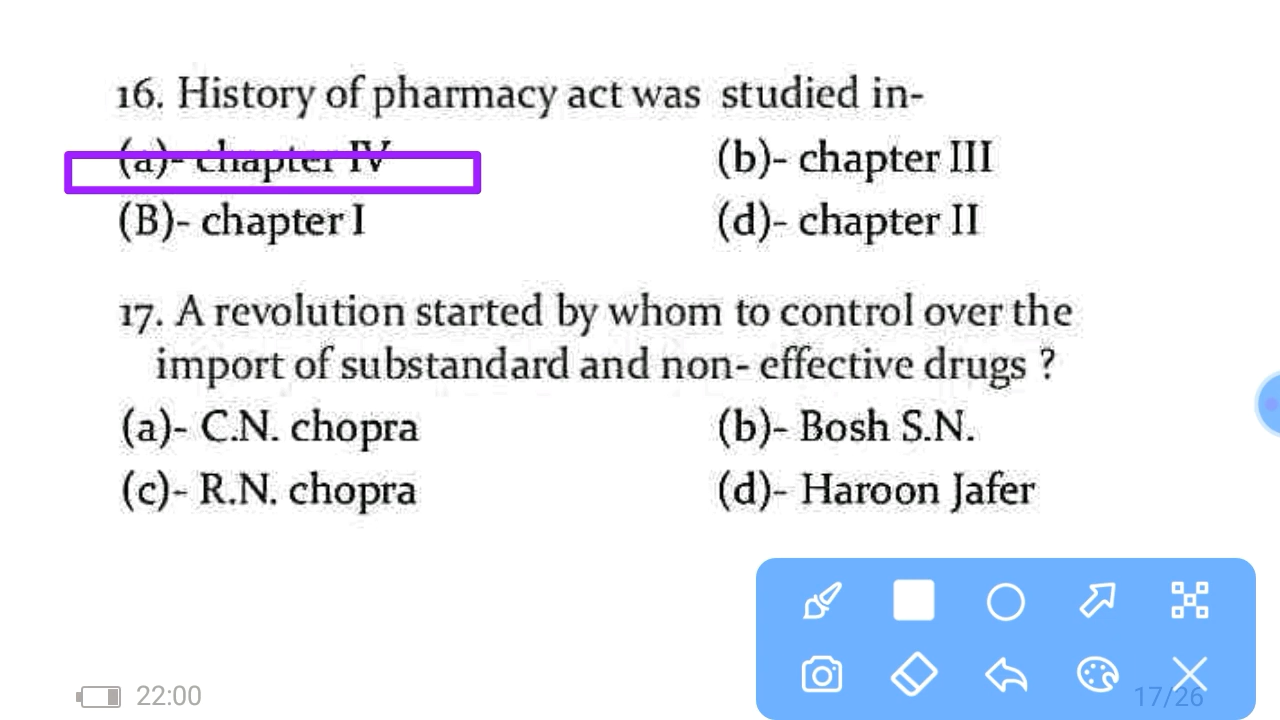 16. History of pharmacy act was studied in-
(a)- chapter IV
(b)- chapter III
(B)- chapter I
(d)- chapter II
17. A revolution started by whom to control over the
import of substandard and non- effective drugs ?
(a)- C.N. chopra
(b)- Bosh S.N.
(c)- R.N. chopra
(d)- Haroon Jafer
22:00
17/26